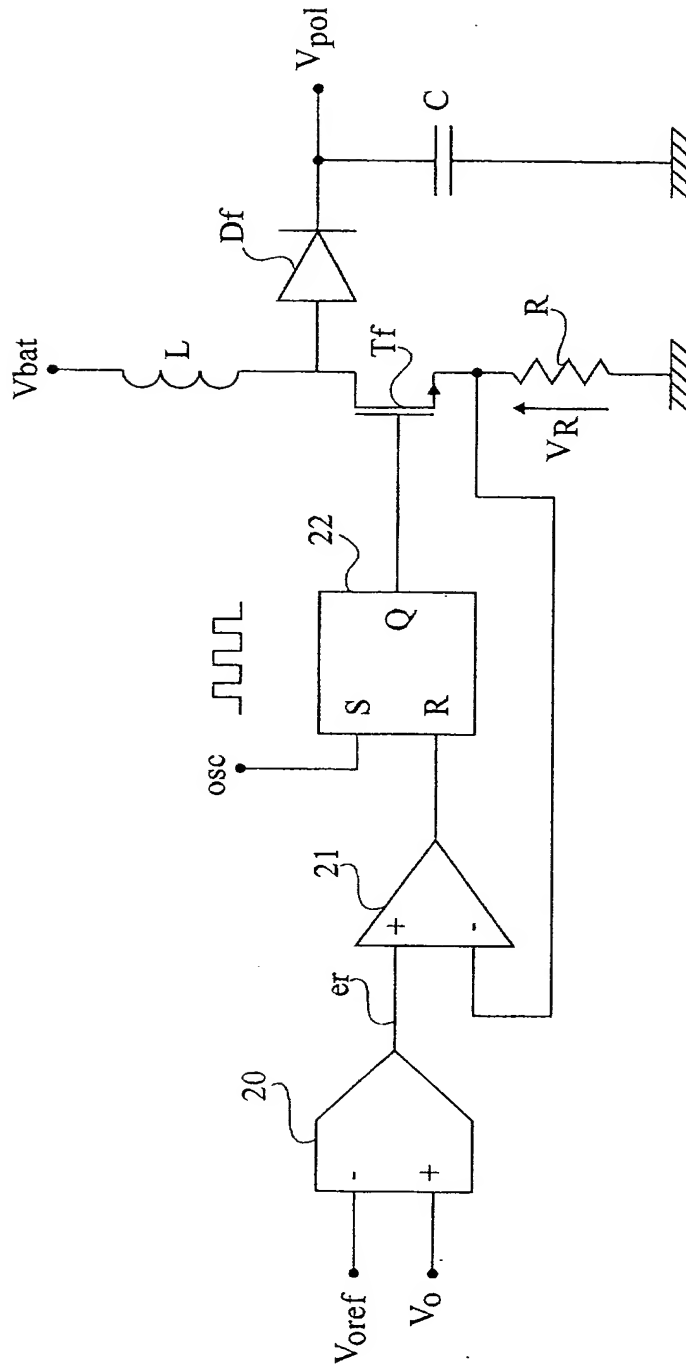 Vbat
L
Df
Vpol
C
Tf
R
VR
22
S
Q
R
osc
21
+
-
er
20
-
+
Voref
Vo